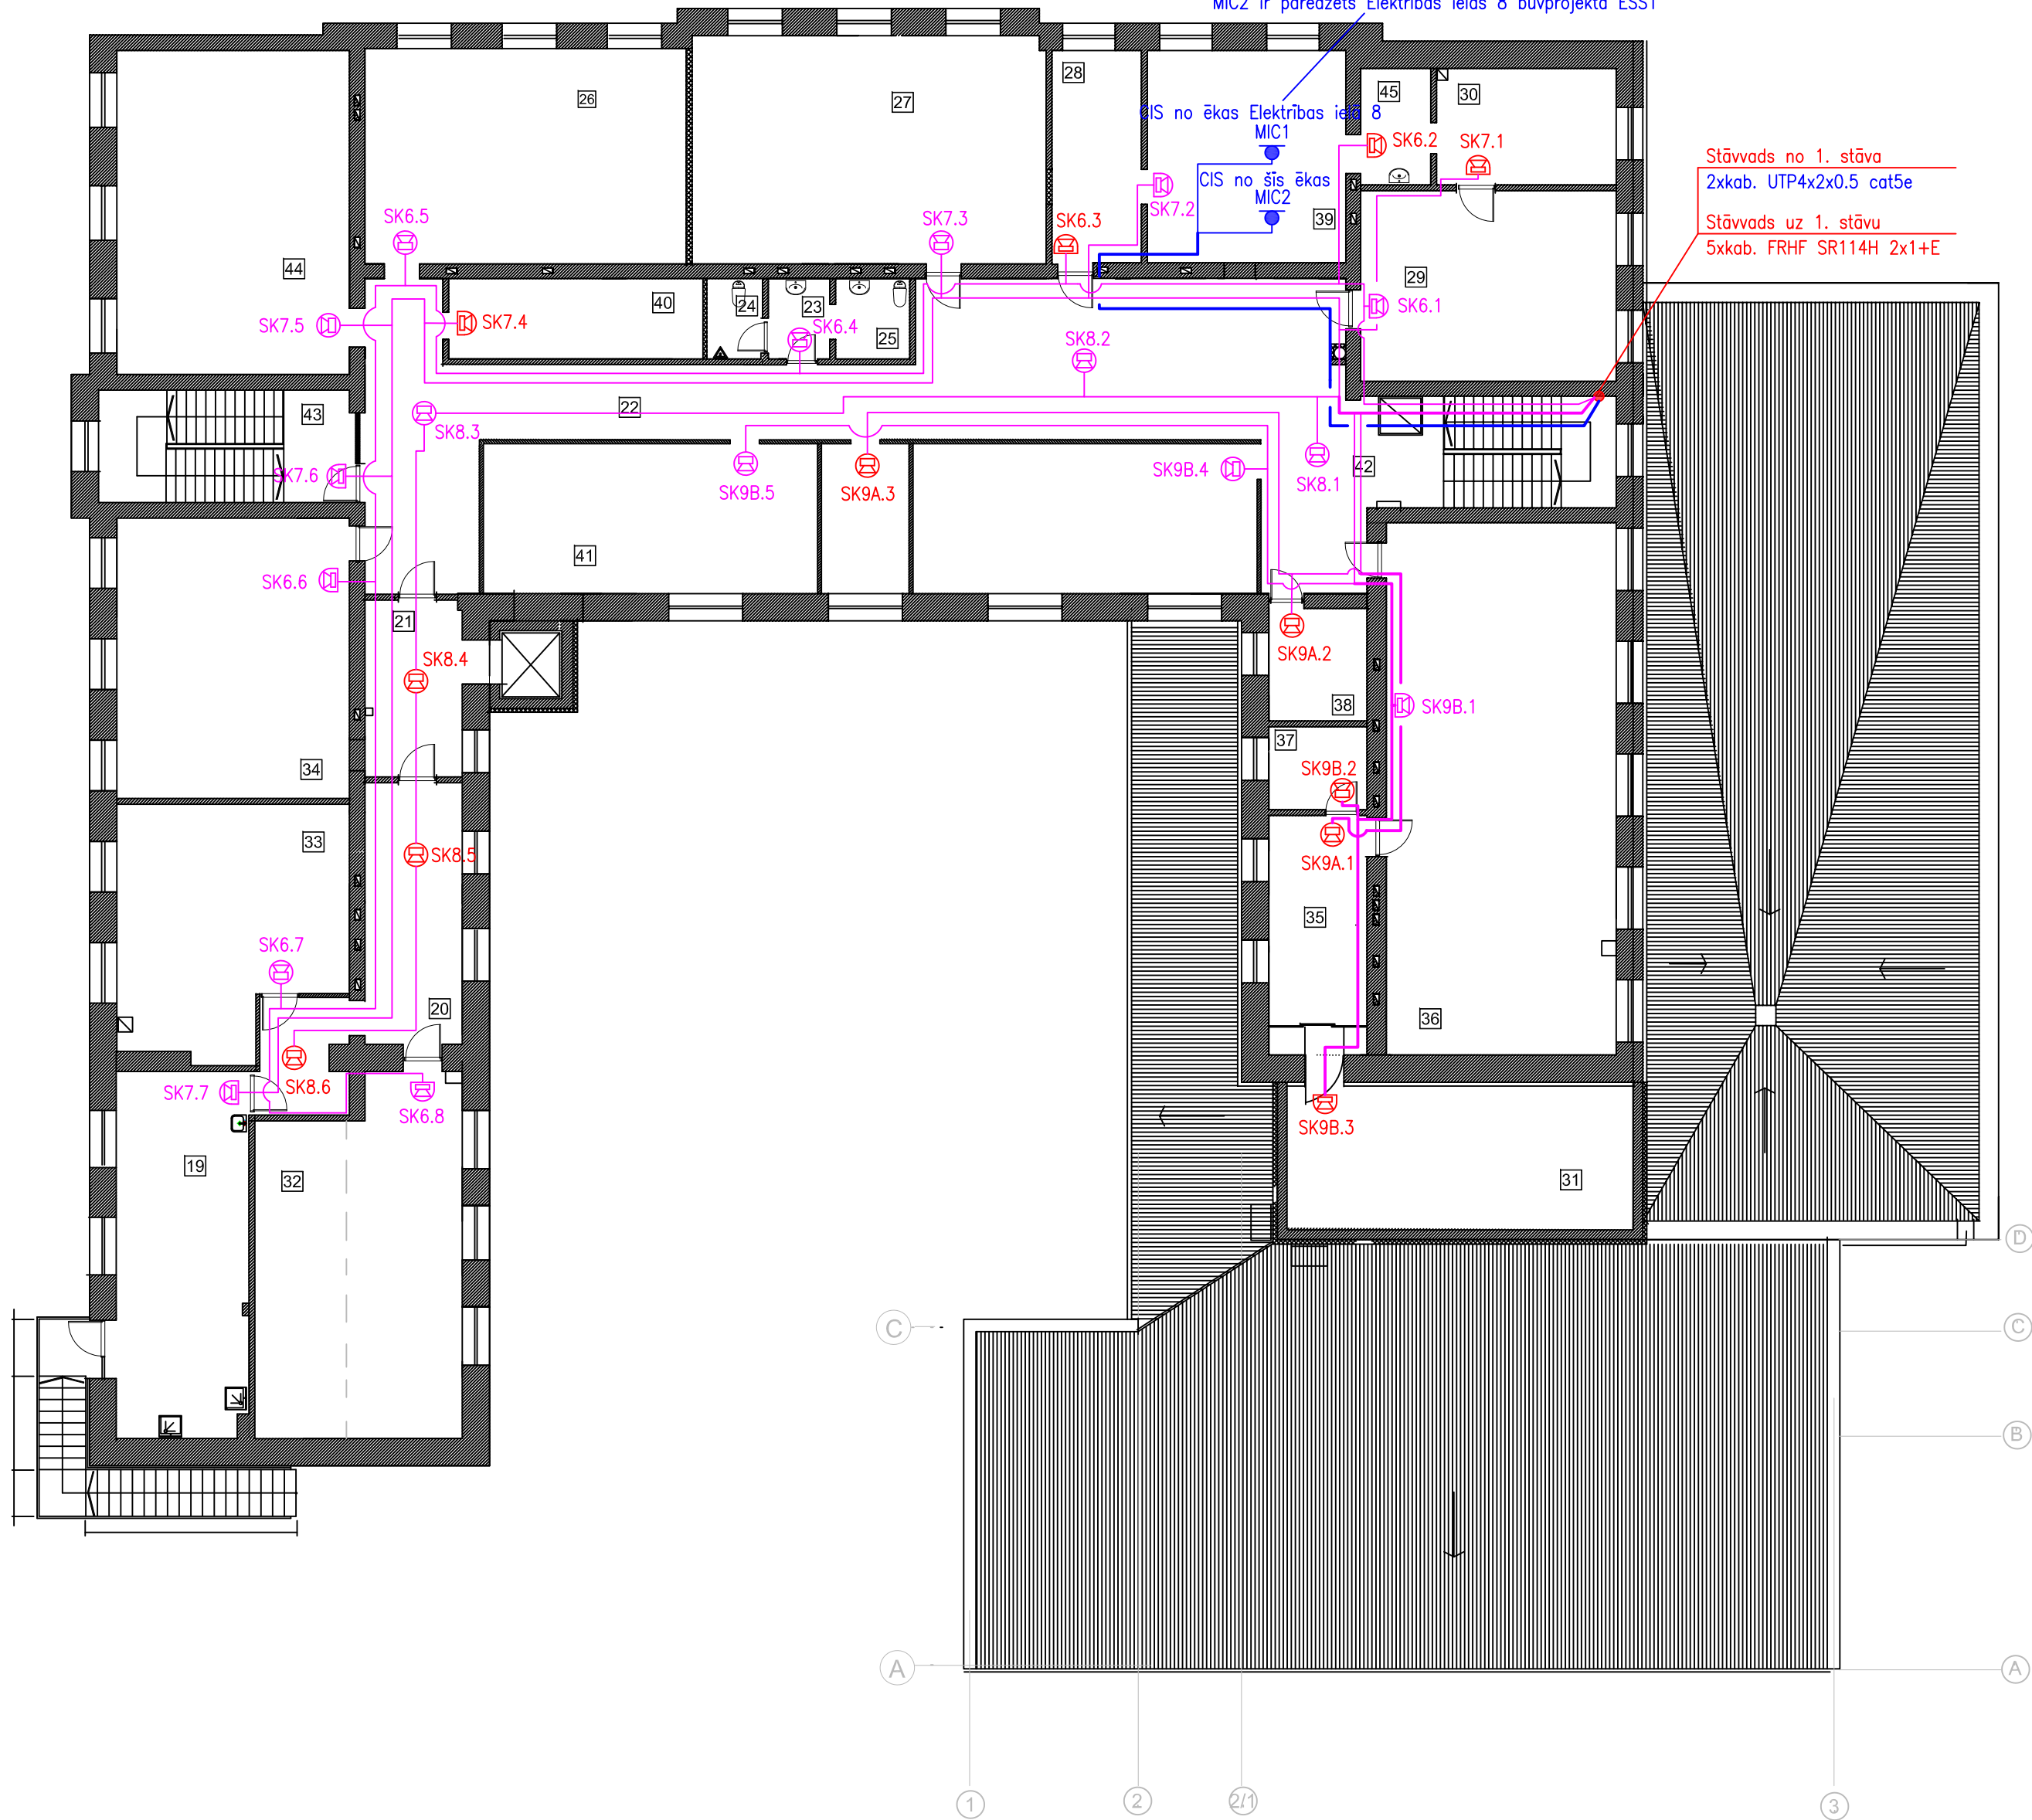 MIC2 ir paredzēts Elektrības ielas 8 būvprojekta ESS1
28
26
27
45
30
CIS no ēkas Elektrības ielā 8
MIC1
SK6.2
SK7.1
Stāvvads no 1. stāva
2xkab. UTP4x2x0.5 cat5e
CIS no šīs ēkas
MIC2
SK7.2
39
SK6.5
SK7.3
SK6.3
Stāvvads uz 1. stāvu
5xkab. FRHF SR114H 2x1+E
44
29
40
24
23
SK6.1
SK7.5
SK7.4
SK6.4
25
SK8.2
43
22
SK8.3
SK7.6
SK9B.5
SK9A.3
SK9B.4
SK8.1
42
41
SK6.6
21
SK8.4
SK9A.2
38
SK9B.1
37
34
SK9B.2
33
SK8.5
SK9A.1
35
SK6.7
20
36
SK7.7
SK8.6
SK6.8
SK9B.3
19
32
31
D
C
C
B
A
A
1
2
2/1
3